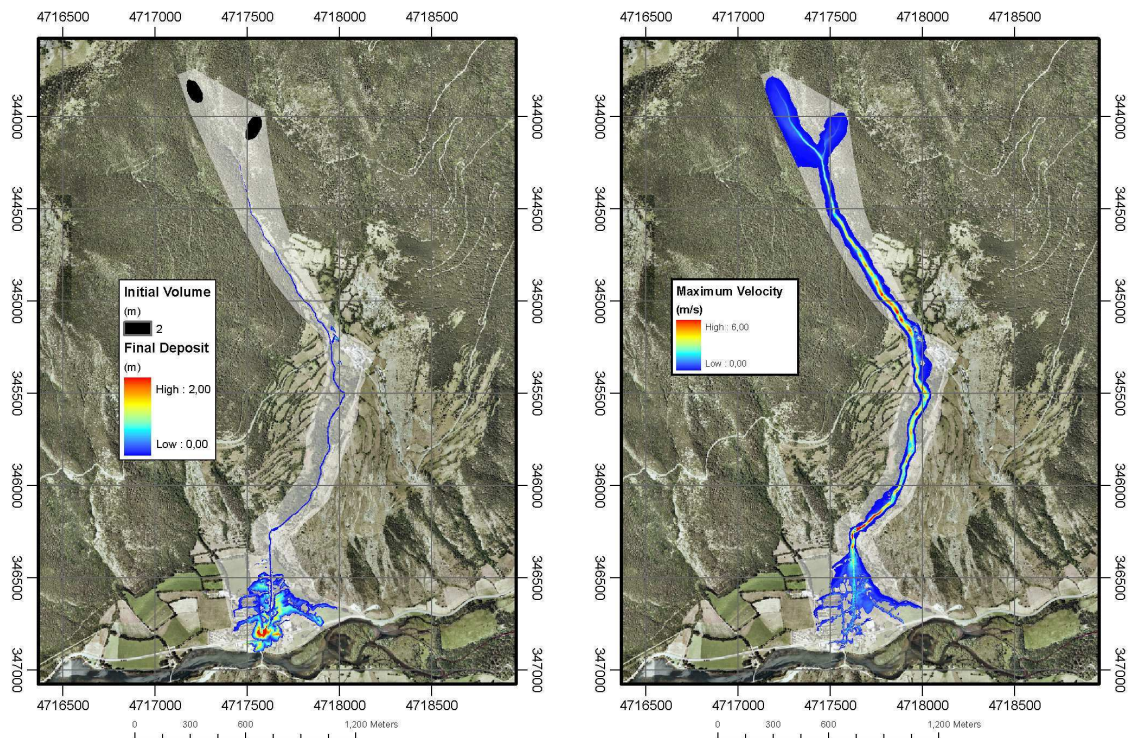 4716500 4717000 4717500 4718000 4718500
4716500 4717000 4717500 4718000 4718500
344000 344000 344000 344000
344500 344500 344500 344500
345000 345000 345000 345000
345500 345500 345500 345500
346000 346000 346000 346000
346500 346500 346500 346500
347000 347000 347000 347000
Initial Volume
(m)
2
Final Deposit
(m)
High : 2,00
Low : 0,00
Maximum Velocity
(m/s)
High : 6,00
Low : 0,00
4716500 4717000 4717500 4718000 4718500
4716500 4717000 4717500 4718000 4718500
0 300 600 1,200 Meters
0 300 600 1,200 Meters